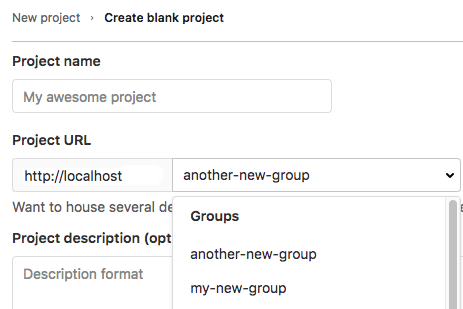 New project › Create blank project
Project name
My awesome project
Project URL
http://localhost another-new-group
Want to house several de
Groups
Project description (opt
another-new-group
Description format
my-new-group